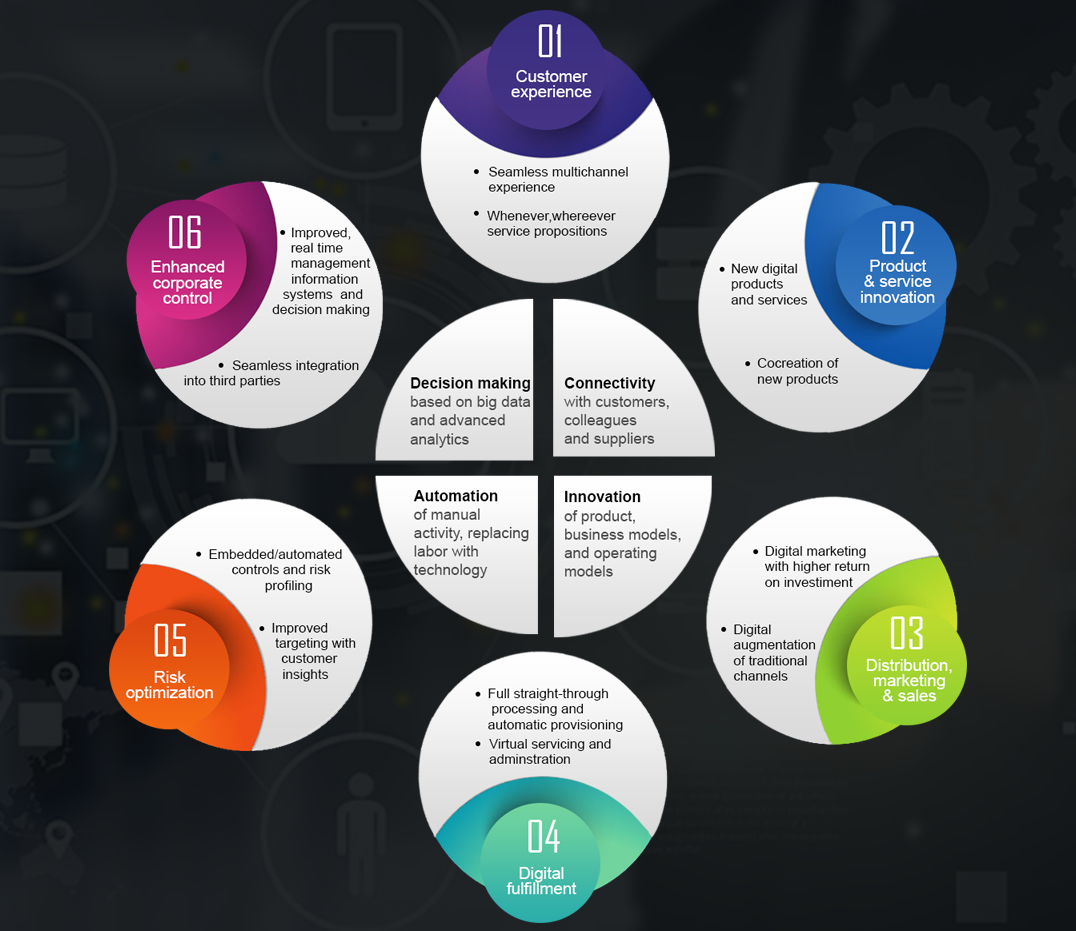 01
Customer
experience
• Seamless multichannel
experience
• Whenever,whereever
service propositions
02
Product
& service
innovation
• New digital
products
and services
• Cocreation of
new products
03
Distribution,
marketing
& sales
• Digital marketing
with higher return
on investiment
• Digital
augmentation
of traditional
channels
04
Digital
fulfillment
• Full straight-through
processing and
automatic provisioning
• Virtual servicing and
adminstration
05
Risk
optimization
• Embedded/automated
controls and risk
profiling
• Improved
targeting with
customer
insights
06
Enhanced
corporate
control
• Improved,
real time
management
information
systems and
decision making
• Seamless integration
into third parties
Decision making
based on big data
and advanced
analytics
Connectivity
with customers,
colleagues
and suppliers
Automation
of manual
activity, replacing
labor with
technology
Innovation
of product,
business models,
and operating
models